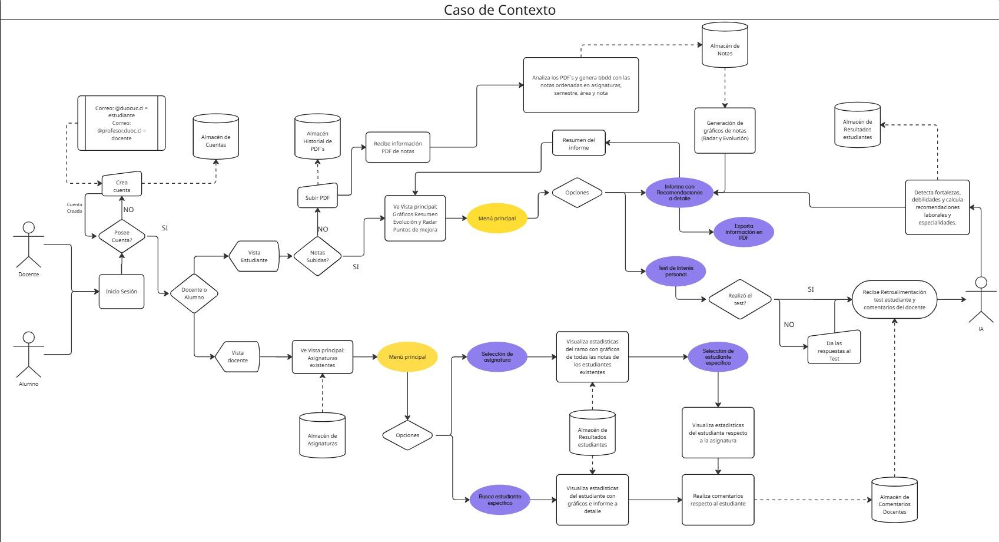 Caso de Contexto
Almacén de
Notas
Analiza los PDF´s y genera bbdd con las
notas ordenadas en asignaturas,
semestre, área y nota
Correo: @duocuc.cl =
estudiante
Correo:
@profesor.duoc.cl =
docente
Almacén de
Cuentas
Almacén
Historial de
PDF´s
Recibe información
PDF de notas
Resumen del
informe
Generación de
gráficos de notas
(Radar y Evolución)
Almacén de
Resultados
estudiantes
Crea
cuenta
Cuenta
Creada
NO
Subir PDF
Ve Vista principal:
Gráficos Resumen
Evolución y Radar
Puntos de mejora
Menú principal
Opciones
Informe con
Recomendaciones
a detalle
Detecta fortalezas,
debilidades y calcula
recomendaciones
laborales y
especialidades.
Exporta
información en
PDF
Docente
Posee
Cuenta?
SI
Vista
Estudiante
NO
Notas
Subidas?
SI
Test de interés
personal
Inicio Sesión
Docente o
Alumno
Realizó el
test?
SI
NO
Recibe Retroalimentación
test estudiante y
comentarios del docente
IA
Da las
respuestas al
Test
Alumno
Vista
docente
Ve Vista principal:
Asignaturas
existentes
Menú principal
Selección de
asignatura
Visualiza estadisticas
del ramo con gráficos
de todas las notas de
los estudiantes
existentes
Selección de
estudiante
específico
Almacén de
Asignaturas
Opciones
Almacén de
Resultados
estudiantes
Visualiza estadisticas
del estudiante respecto
a la asignatura
Busca estudiante
específico
Visualiza estadisticas
del estudiante con
gráficos e informe a
detalle
Realiza comentarios
respecto al estudiante
Almacén de
Comentarios
Docentes